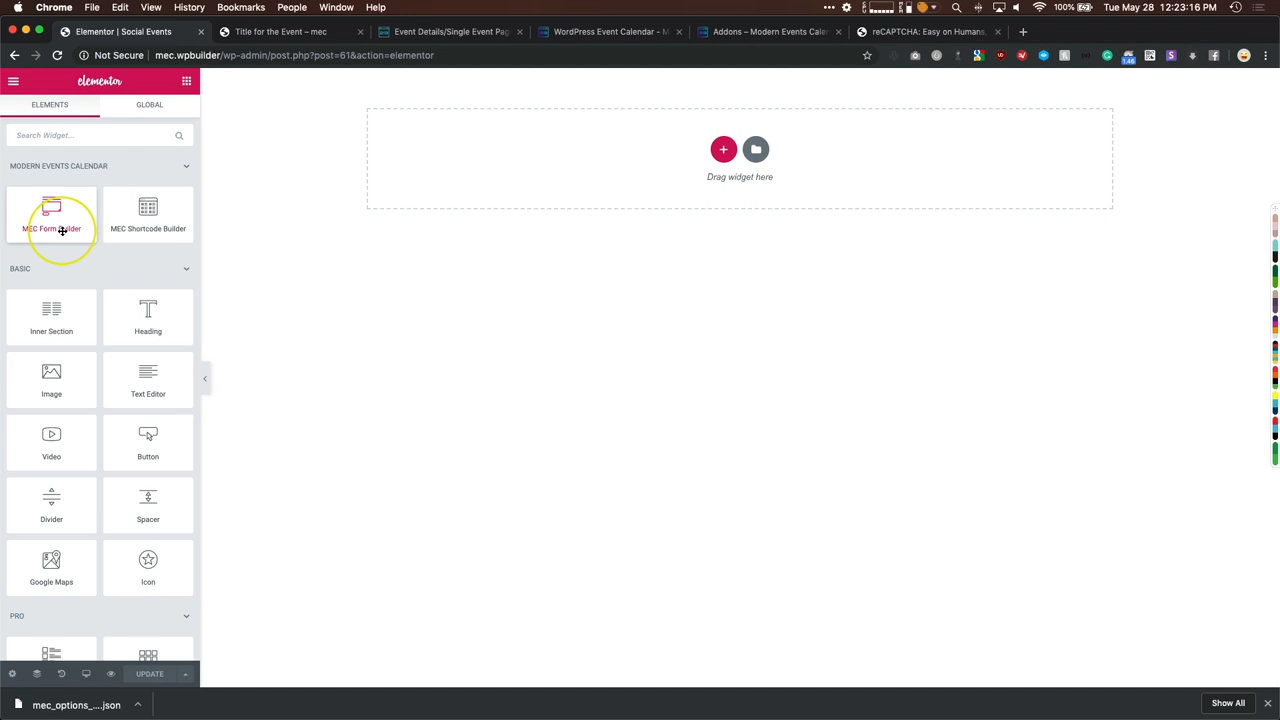 Chrome File Edit View History Bookmarks People Window Help 100% Tue May 28 12:23:16 PM
Elementor | Social Events
Title for the Event – mec
Event Details/Single Event Pag
WordPress Event Calendar - M
Addons – Modern Events Cale
reCAPTCHA: Easy on Humans,
Not Secure mec.wpbuilder/wp-admin/post.php?post=61&action=elementor
1.46
elementor
ELEMENTS GLOBAL
Search Widget...
MODERN EVENTS CALENDAR
MEC Form Builder MEC Shortcode Builder
BASIC
Inner Section Heading
Image Text Editor
Video Button
Divider Spacer
Google Maps Icon
PRO
UPDATE
Drag widget here
mec_options_....json
Show All